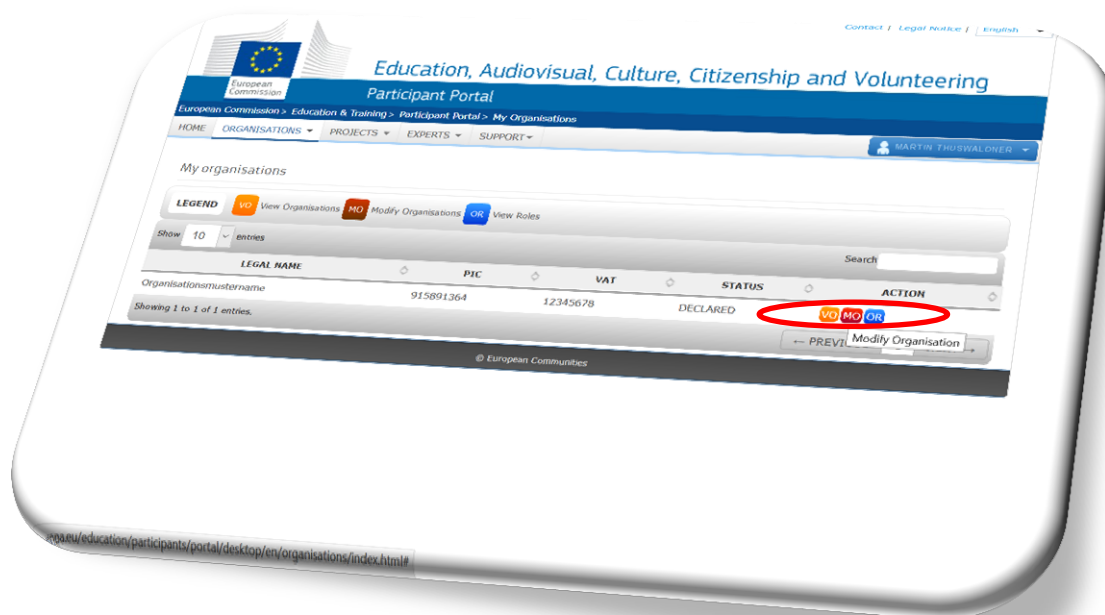 Contact | Legal Notice | English
European
Commission
Education, Audiovisual, Culture, Citizenship and Volunteering
Participant Portal
European Commission > Education & Training > Participant Portal > My Organisations
HOME ORGANISATIONS PROJECTS EXPERTS SUPPORT
MARTIN THUSWALDNER
My organisations
LEGEND VO View Organisations MO Modify Organisations OR View Roles
Show 10 entries
Search
LEGAL NAME PIC VAT STATUS ACTION
Organisationsmustername 915891364 12345678 DECLARED VO MO OR
Showing 1 to 1 of 1 entries.
Modify Organisation
© European Communities
/education/participants/portal/desktop/en/organisations/index.html#